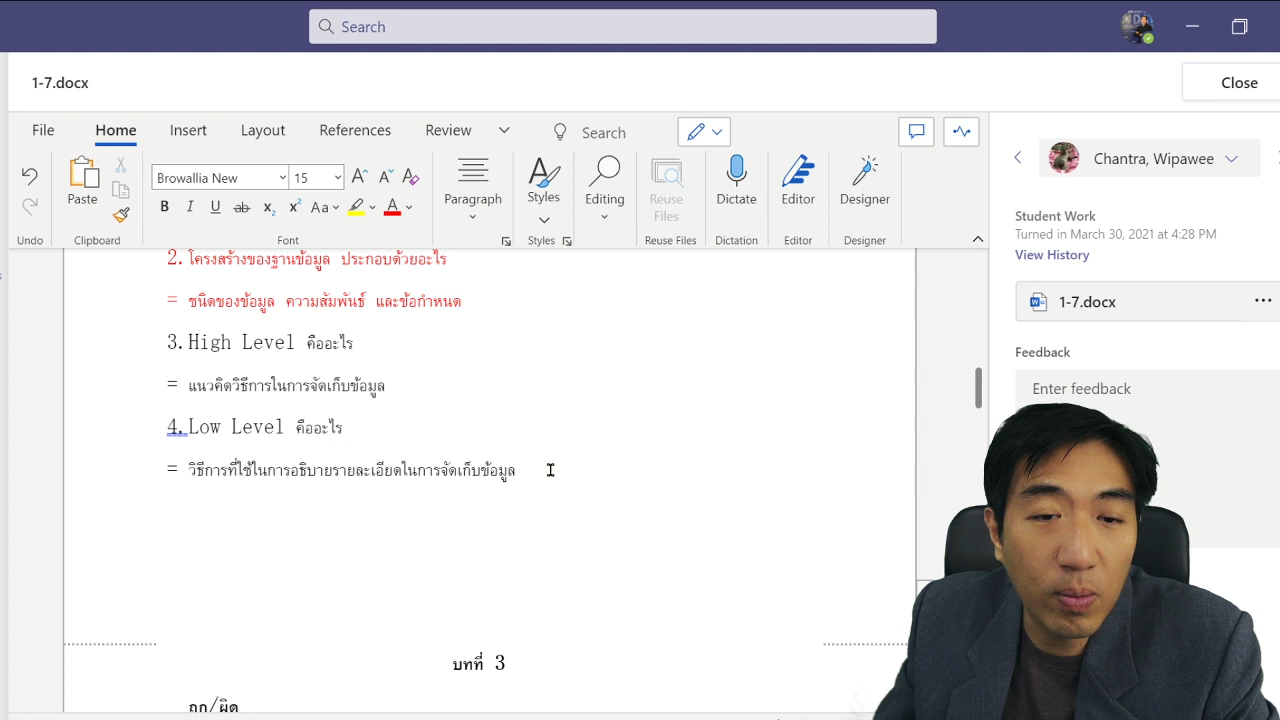 Search
1-7.docx
Close
File Home Insert Layout References Review Search
Browallia New 15
Paste
Paragraph Styles Editing Reuse Files Dictate Editor Designer
B I U ab x₂ x² Aa A
Undo Clipboard Font Styles Reuse Files Dictation Editor Designer
2.โครงสร้างของฐานข้อมูล ประกอบด้วยอะไร
= ชนิดของข้อมูล ความสัมพันธ์ และข้อกำหนด
3.High Level คืออะไร
= แนวคิดวิธีการในการจัดเก็บข้อมูล
4.Low Level คืออะไร
= วิธีการที่ใช้ในการอธิบายรายละเอียดในการจัดเก็บข้อมูล
บทที่ 3
ถูก/ผิด
Chantra, Wipawee
Student Work
Turned in March 30, 2021 at 4:28 PM
View History
1-7.docx
Feedback
Enter feedback